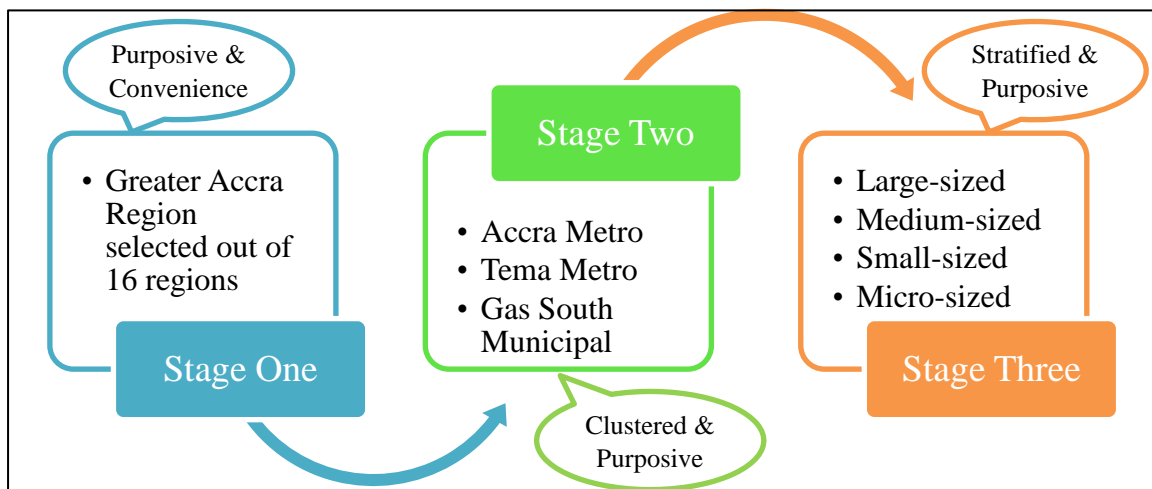 Purposive &
Convenience
• Greater Accra
Region
selected out of
16 regions
Stage One
Stage Two
• Accra Metro
• Tema Metro
• Gas South
Municipal
Clustered &
Purposive
Stratified &
Purposive
• Large-sized
• Medium-sized
• Small-sized
• Micro-sized
Stage Three